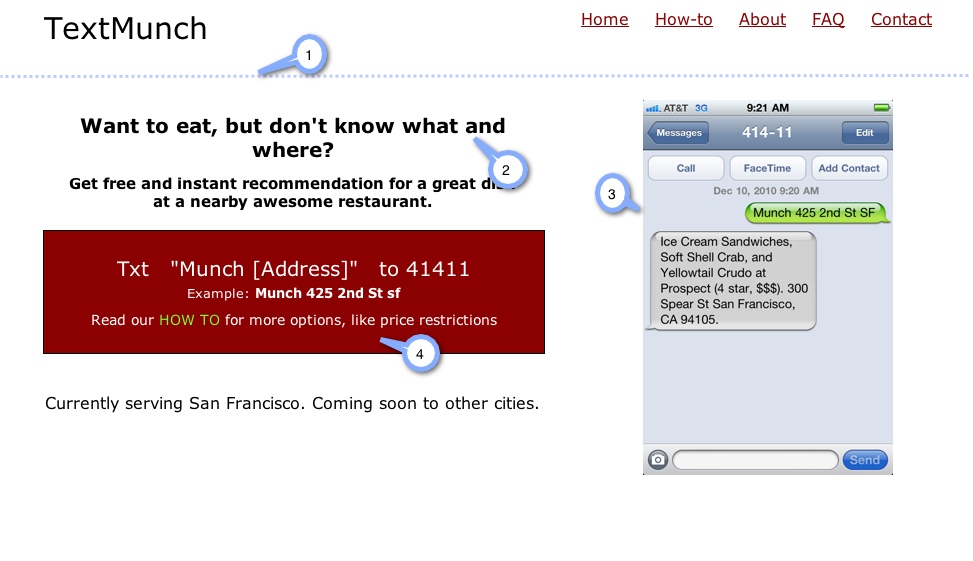 TextMunch
Home How-to About FAQ Contact
1
Want to eat, but don't know what and
where?
2
Get free and instant recommendation for a great
at a nearby awesome restaurant.
Txt "Munch [Address]" to 41411
Example: Munch 425 2nd St sf
Read our HOW TO for more options, like price restrictions
4
Currently serving San Francisco. Coming soon to other cities.
3
AT&T 3G 9:21 AM
Messages 414-11 Edit
Call FaceTime Add Contact
Dec 10, 2010 9:20 AM
Munch 425 2nd St SF
Ice Cream Sandwiches,
Soft Shell Crab, and
Yellowtail Crudo at
Prospect (4 star, $$$). 300
Spear St San Francisco,
CA 94105.
Send